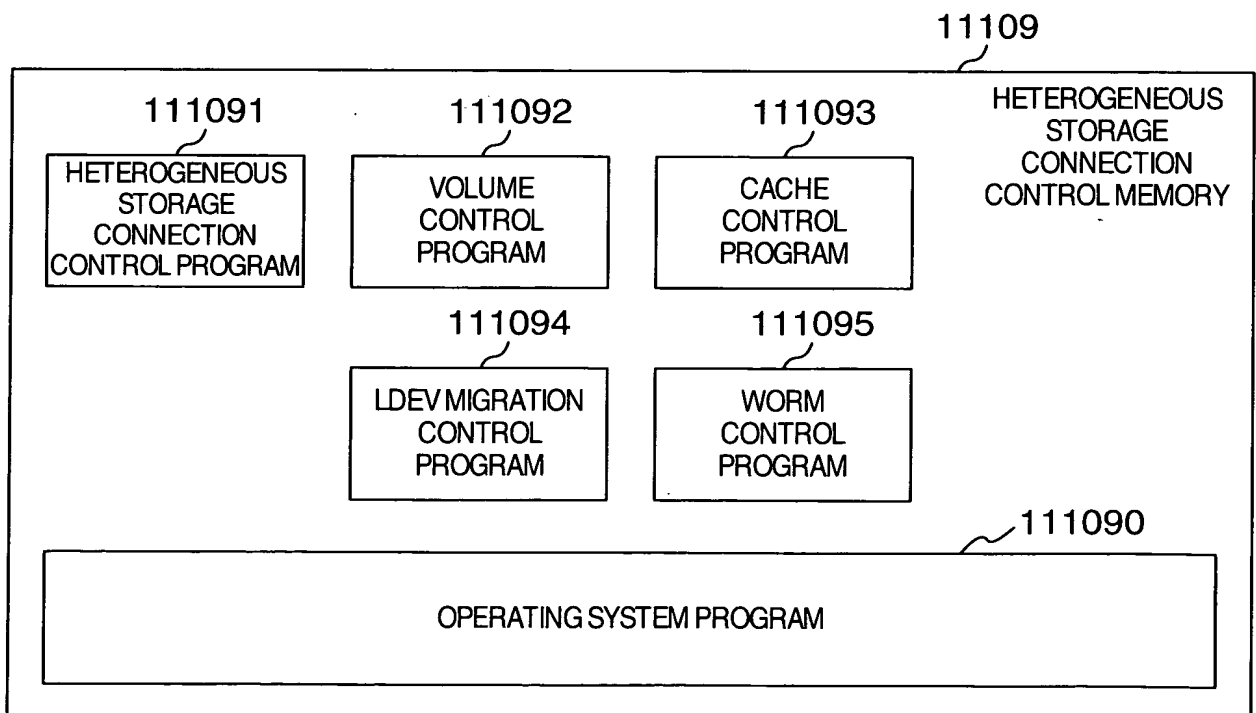 11109
HETEROGENEOUS
STORAGE
CONNECTION
CONTROL MEMORY
111091
HETEROGENEOUS
STORAGE
CONNECTION
CONTROL PROGRAM
111092
VOLUME
CONTROL
PROGRAM
111093
CACHE
CONTROL
PROGRAM
111094
LDEV MIGRATION
CONTROL
PROGRAM
111095
WORM
CONTROL
PROGRAM
111090
OPERATING SYSTEM PROGRAM